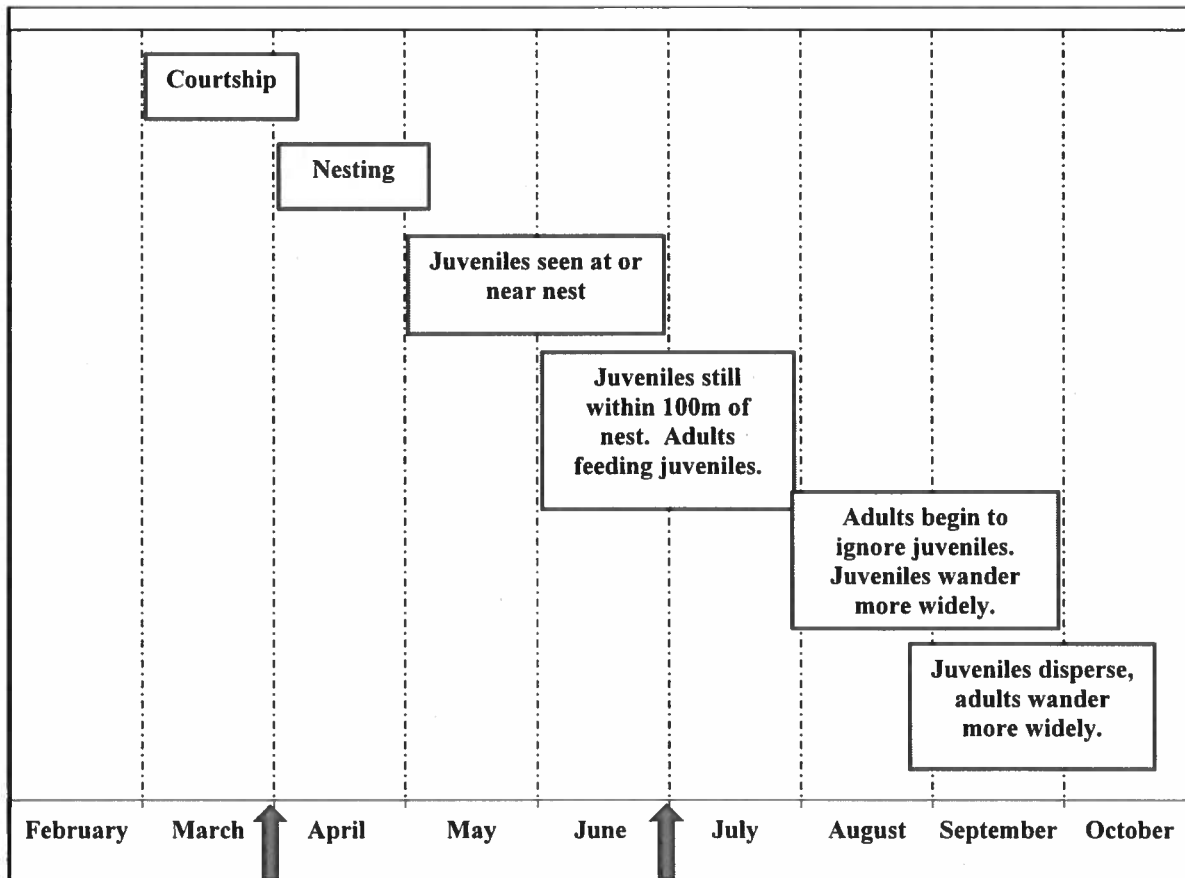 Courtship
Nesting
Juveniles seen at or
near nest
Juveniles still
within 100m of
nest. Adults
feeding juveniles.
Adults begin to
ignore juveniles.
Juveniles wander
more widely.
Juveniles disperse,
adults wander
more widely.
February March April May June July August September October